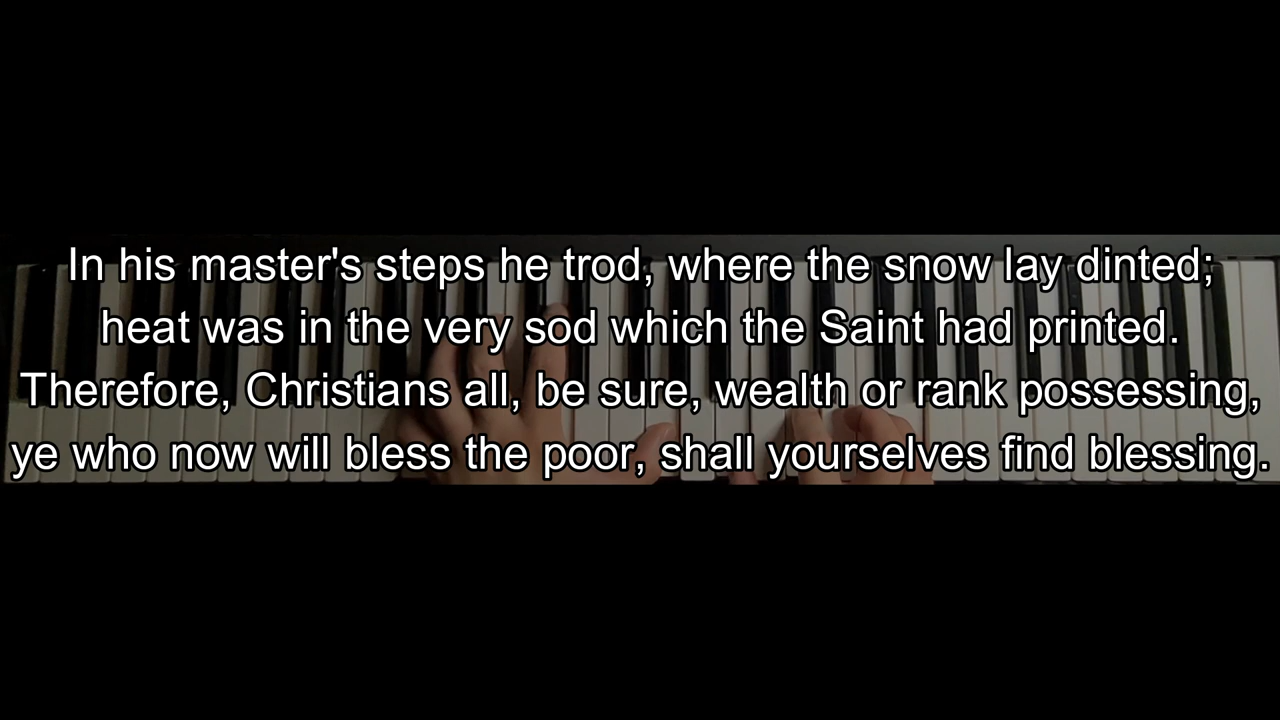 In his master's steps he trod, where the snow lay dinted;
heat was in the very sod which the Saint had printed.
Therefore, Christians all, be sure, wealth or rank possessing,
ye who now will bless the poor, shall yourselves find blessing.